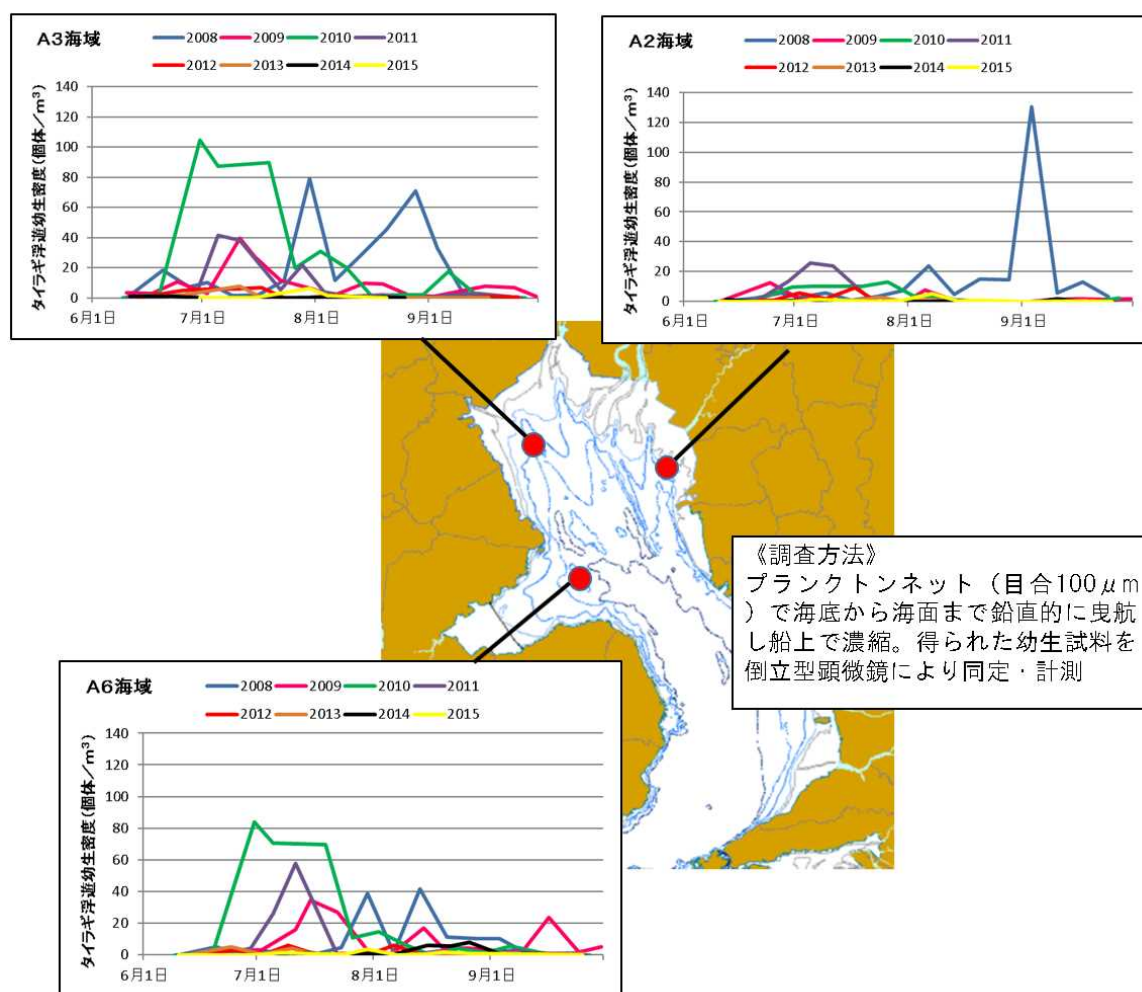 A3海域
2008 2009 2010 2011
2012 2013 2014 2015
タイラギ浮遊幼生密度(個体/m³)
140
120
100
80
60
40
20
0
6月1日 7月1日 8月1日 9月1日
A2海域
2008 2009 2010 2011
2012 2013 2014 2015
タイラギ浮遊幼生密度(個体/m³)
140
120
100
80
60
40
20
0
6月1日 7月1日 8月1日 9月1日
《調査方法》
プランクトンネット(目合100μm
)で海底から海面まで鉛直的に曳航
し船上で濃縮。得られた幼生試料を
倒立型顕微鏡により同定・計測
A6海域
2008 2009 2010 2011
2012 2013 2014 2015
タイラギ浮遊幼生密度(個体/m³)
140
120
100
80
60
40
20
0
6月1日 7月1日 8月1日 9月1日